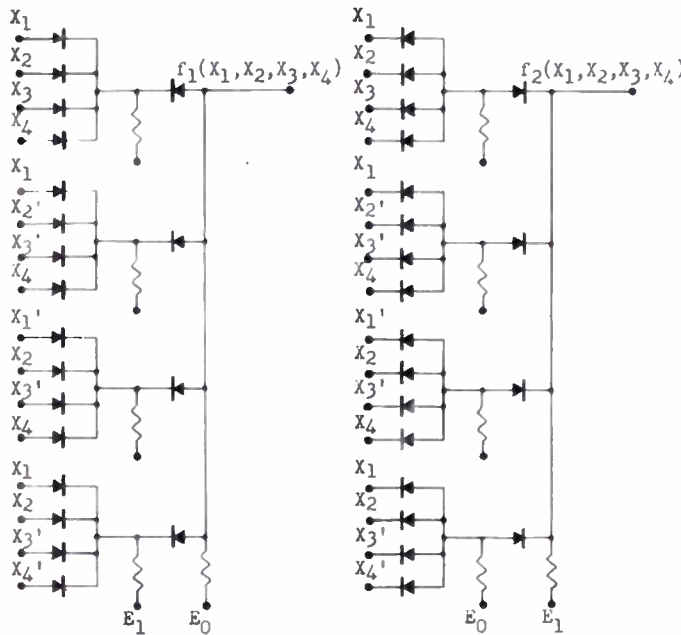 X1
X2
X3
X4
f1(X1,X2,X3,X4)
X1
X2'
X3'
X4
X1'
X2
X3'
X4
X1
X2
X3'
X4'
E1
E0
X1
X2
X3
X4
f2(X1,X2,X3,X4)
X1
X2'
X3'
X4
X1'
X2
X3'
X4
X1
X2
X3'
X4'
E0
E1